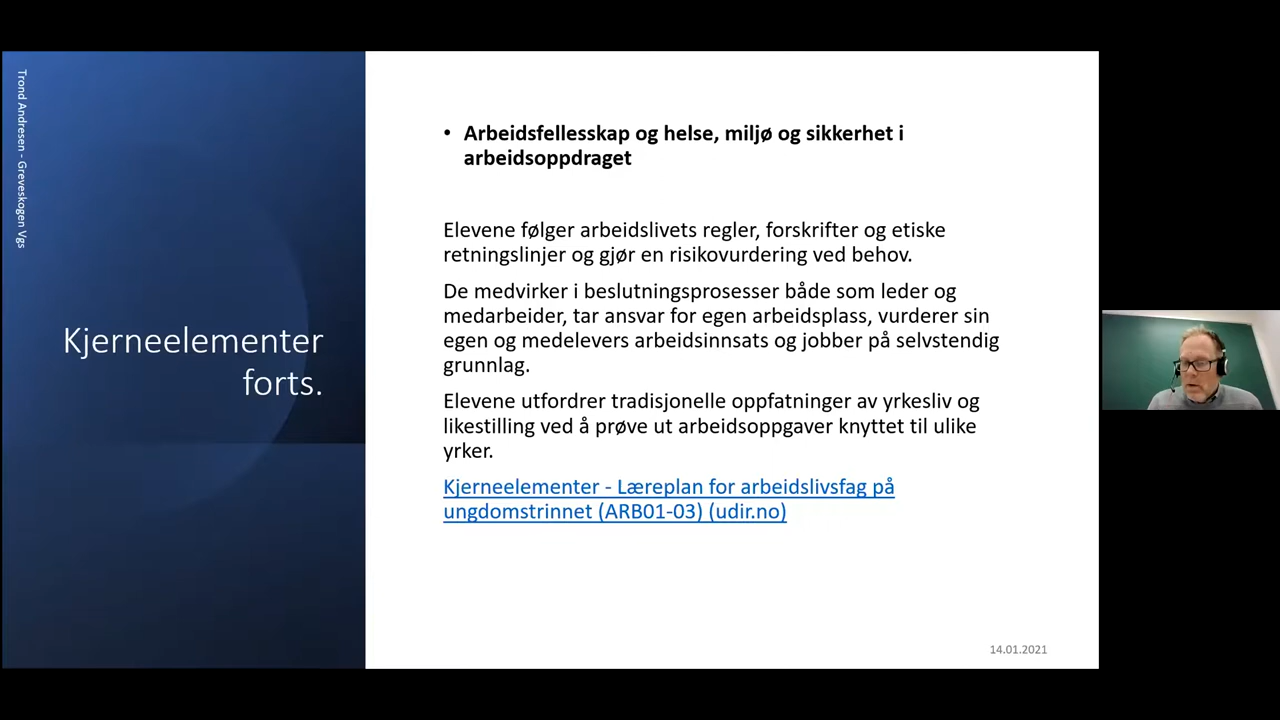 Trond Andresen - Greveskogen Vgs
Kjerneelementer
forts.
• Arbeidsfellesskap og helse, miljø og sikkerhet i
arbeidsoppdraget
Elevene følger arbeidslivets regler, forskrifter og etiske
retningslinjer og gjør en risikovurdering ved behov.
De medvirker i beslutningsprosesser både som leder og
medarbeider, tar ansvar for egen arbeidsplass, vurderer sin
egen og medelevers arbeidsinnsats og jobber på selvstendig
grunnlag.
Elevene utfordrer tradisjonelle oppfatninger av yrkesliv og
likestilling ved å prøve ut arbeidsoppgaver knyttet til ulike
yrker.
Kjerneelementer - Læreplan for arbeidslivsfag på
ungdomstrinnet (ARB01-03) (udir.no)
14.01.2021